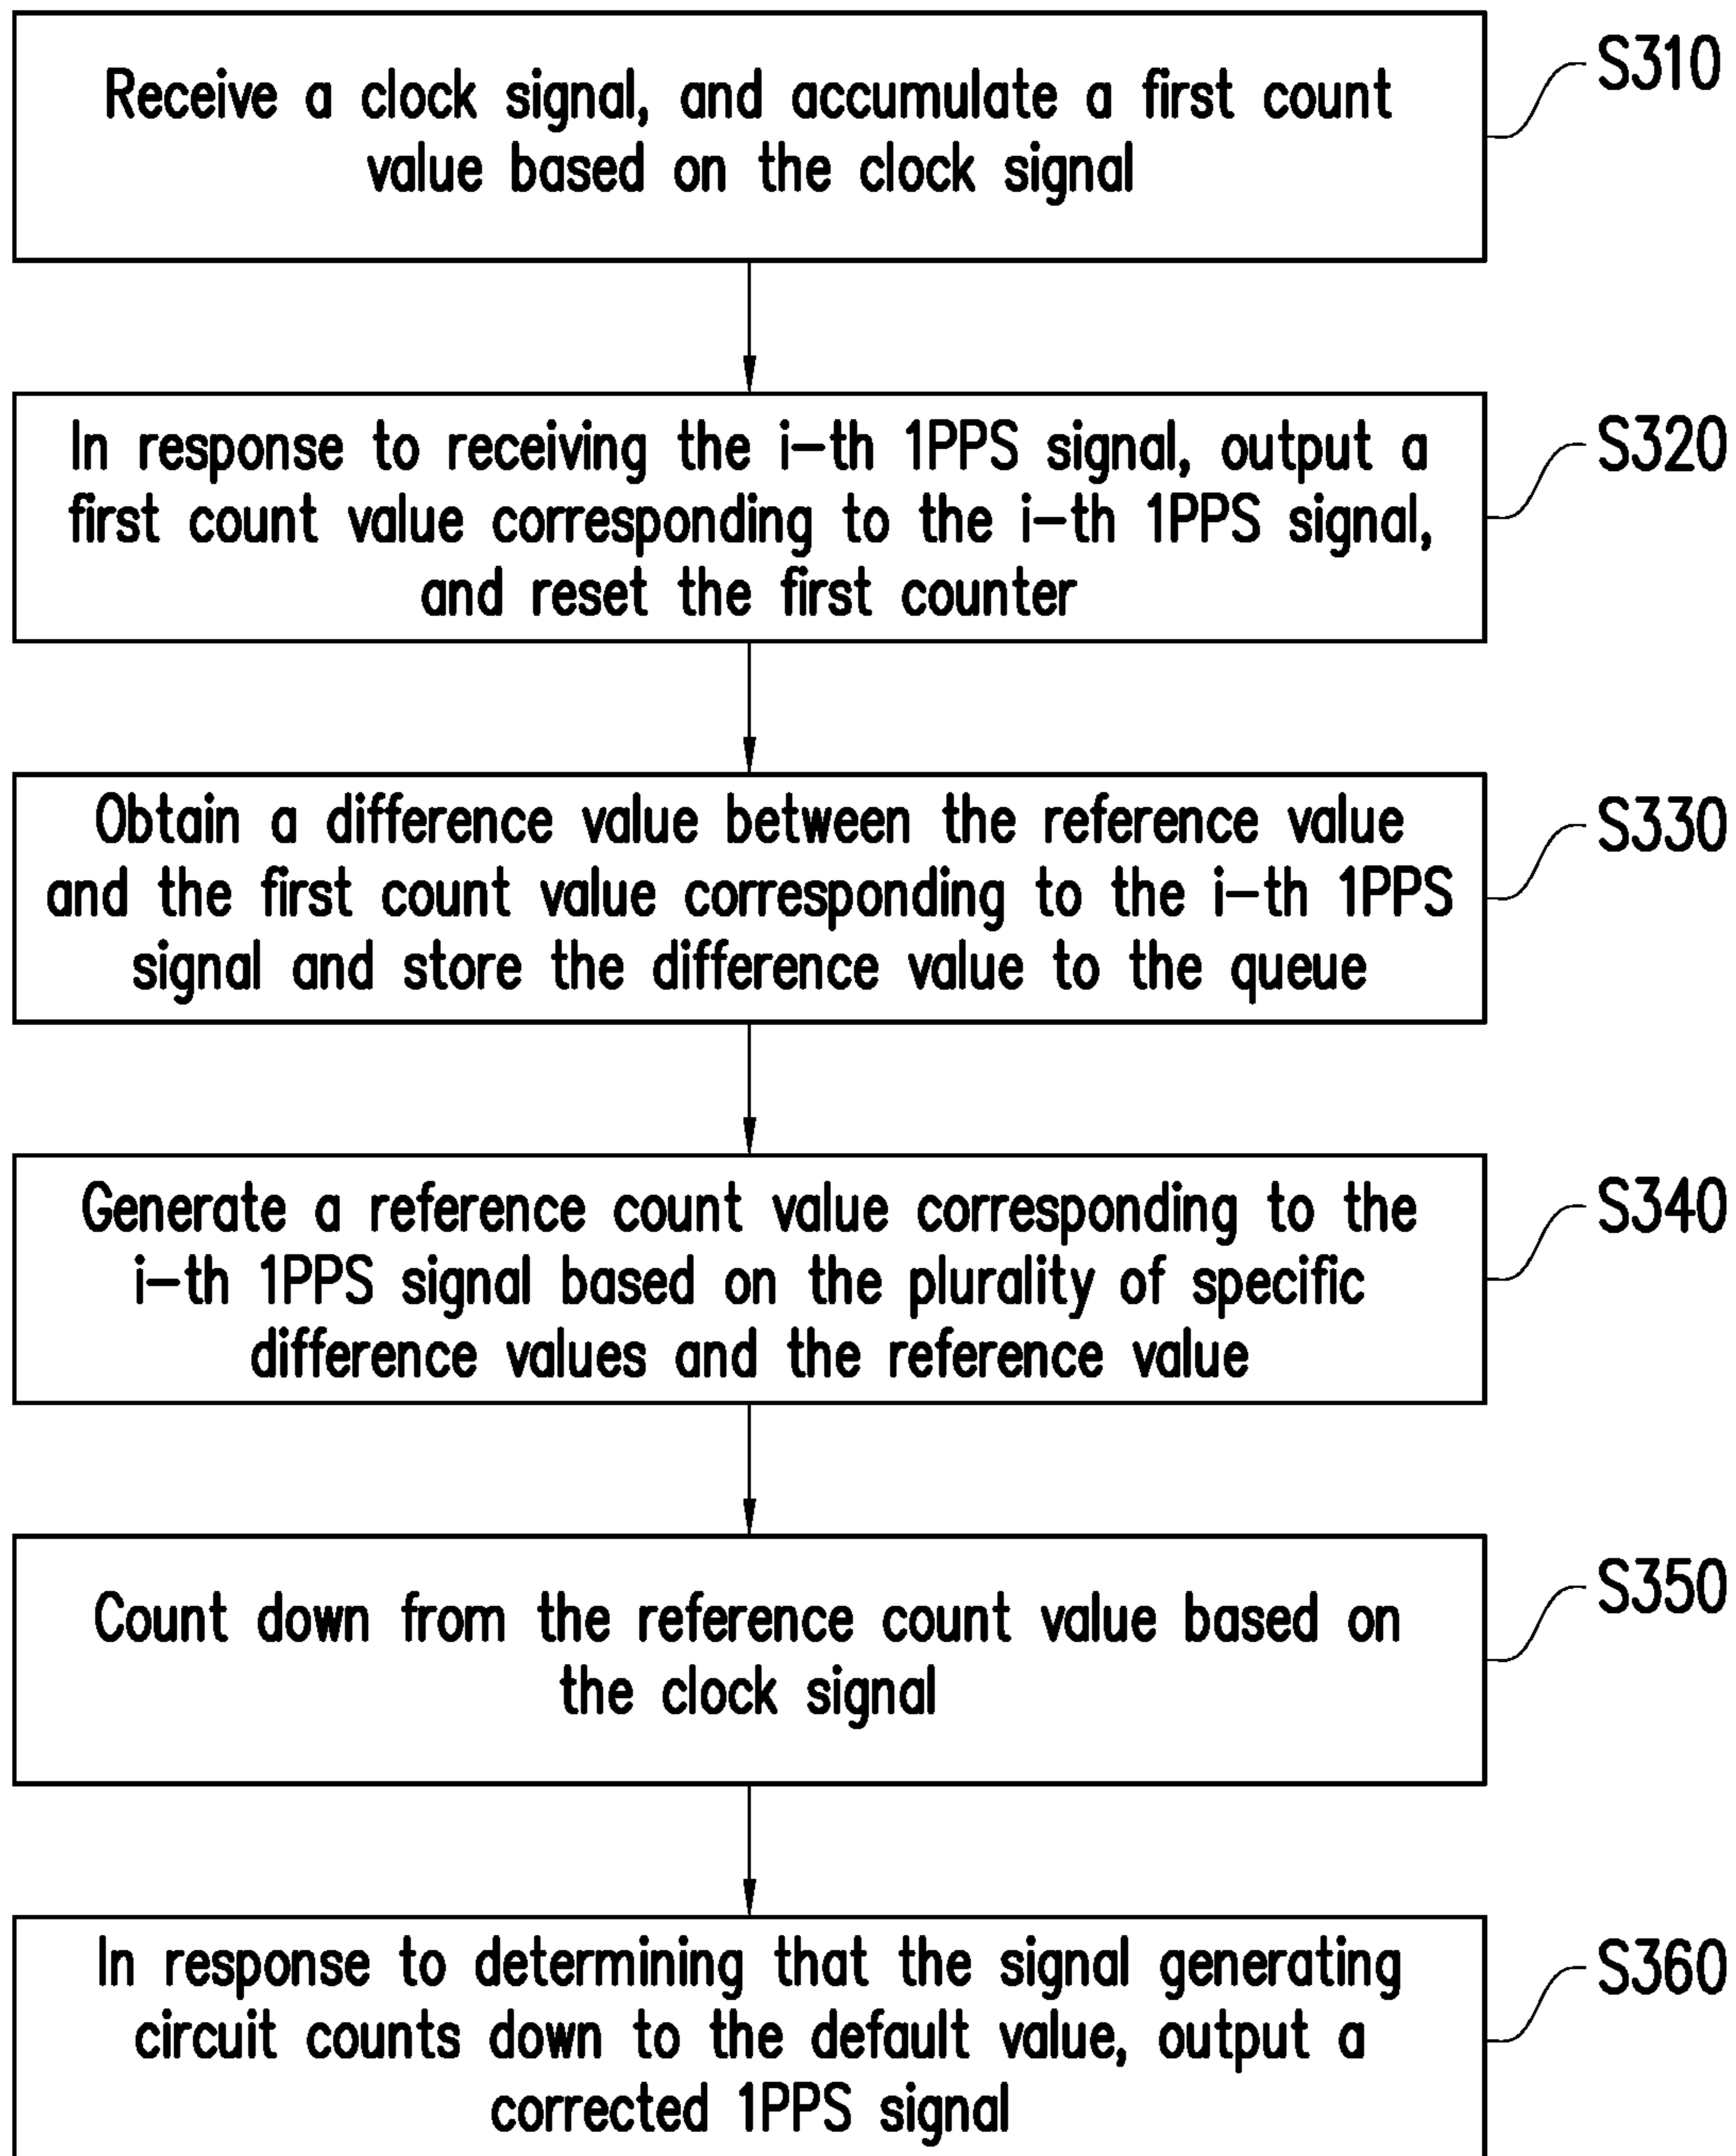 Receive a clock signal, and accumulate a first count
value based on the clock signal
S310
In response to receiving the i-th 1PPS signal, output a
first count value corresponding to the i-th 1PPS signal,
and reset the first counter
S320
Obtain a difference value between the reference value
and the first count value corresponding to the i-th 1PPS
signal and store the difference value to the queue
S330
Generate a reference count value corresponding to the
i-th 1PPS signal based on the plurality of specific
difference values and the reference value
S340
Count down from the reference count value based on
the clock signal
S350
In response to determining that the signal generating
circuit counts down to the default value, output a
corrected 1PPS signal
S360